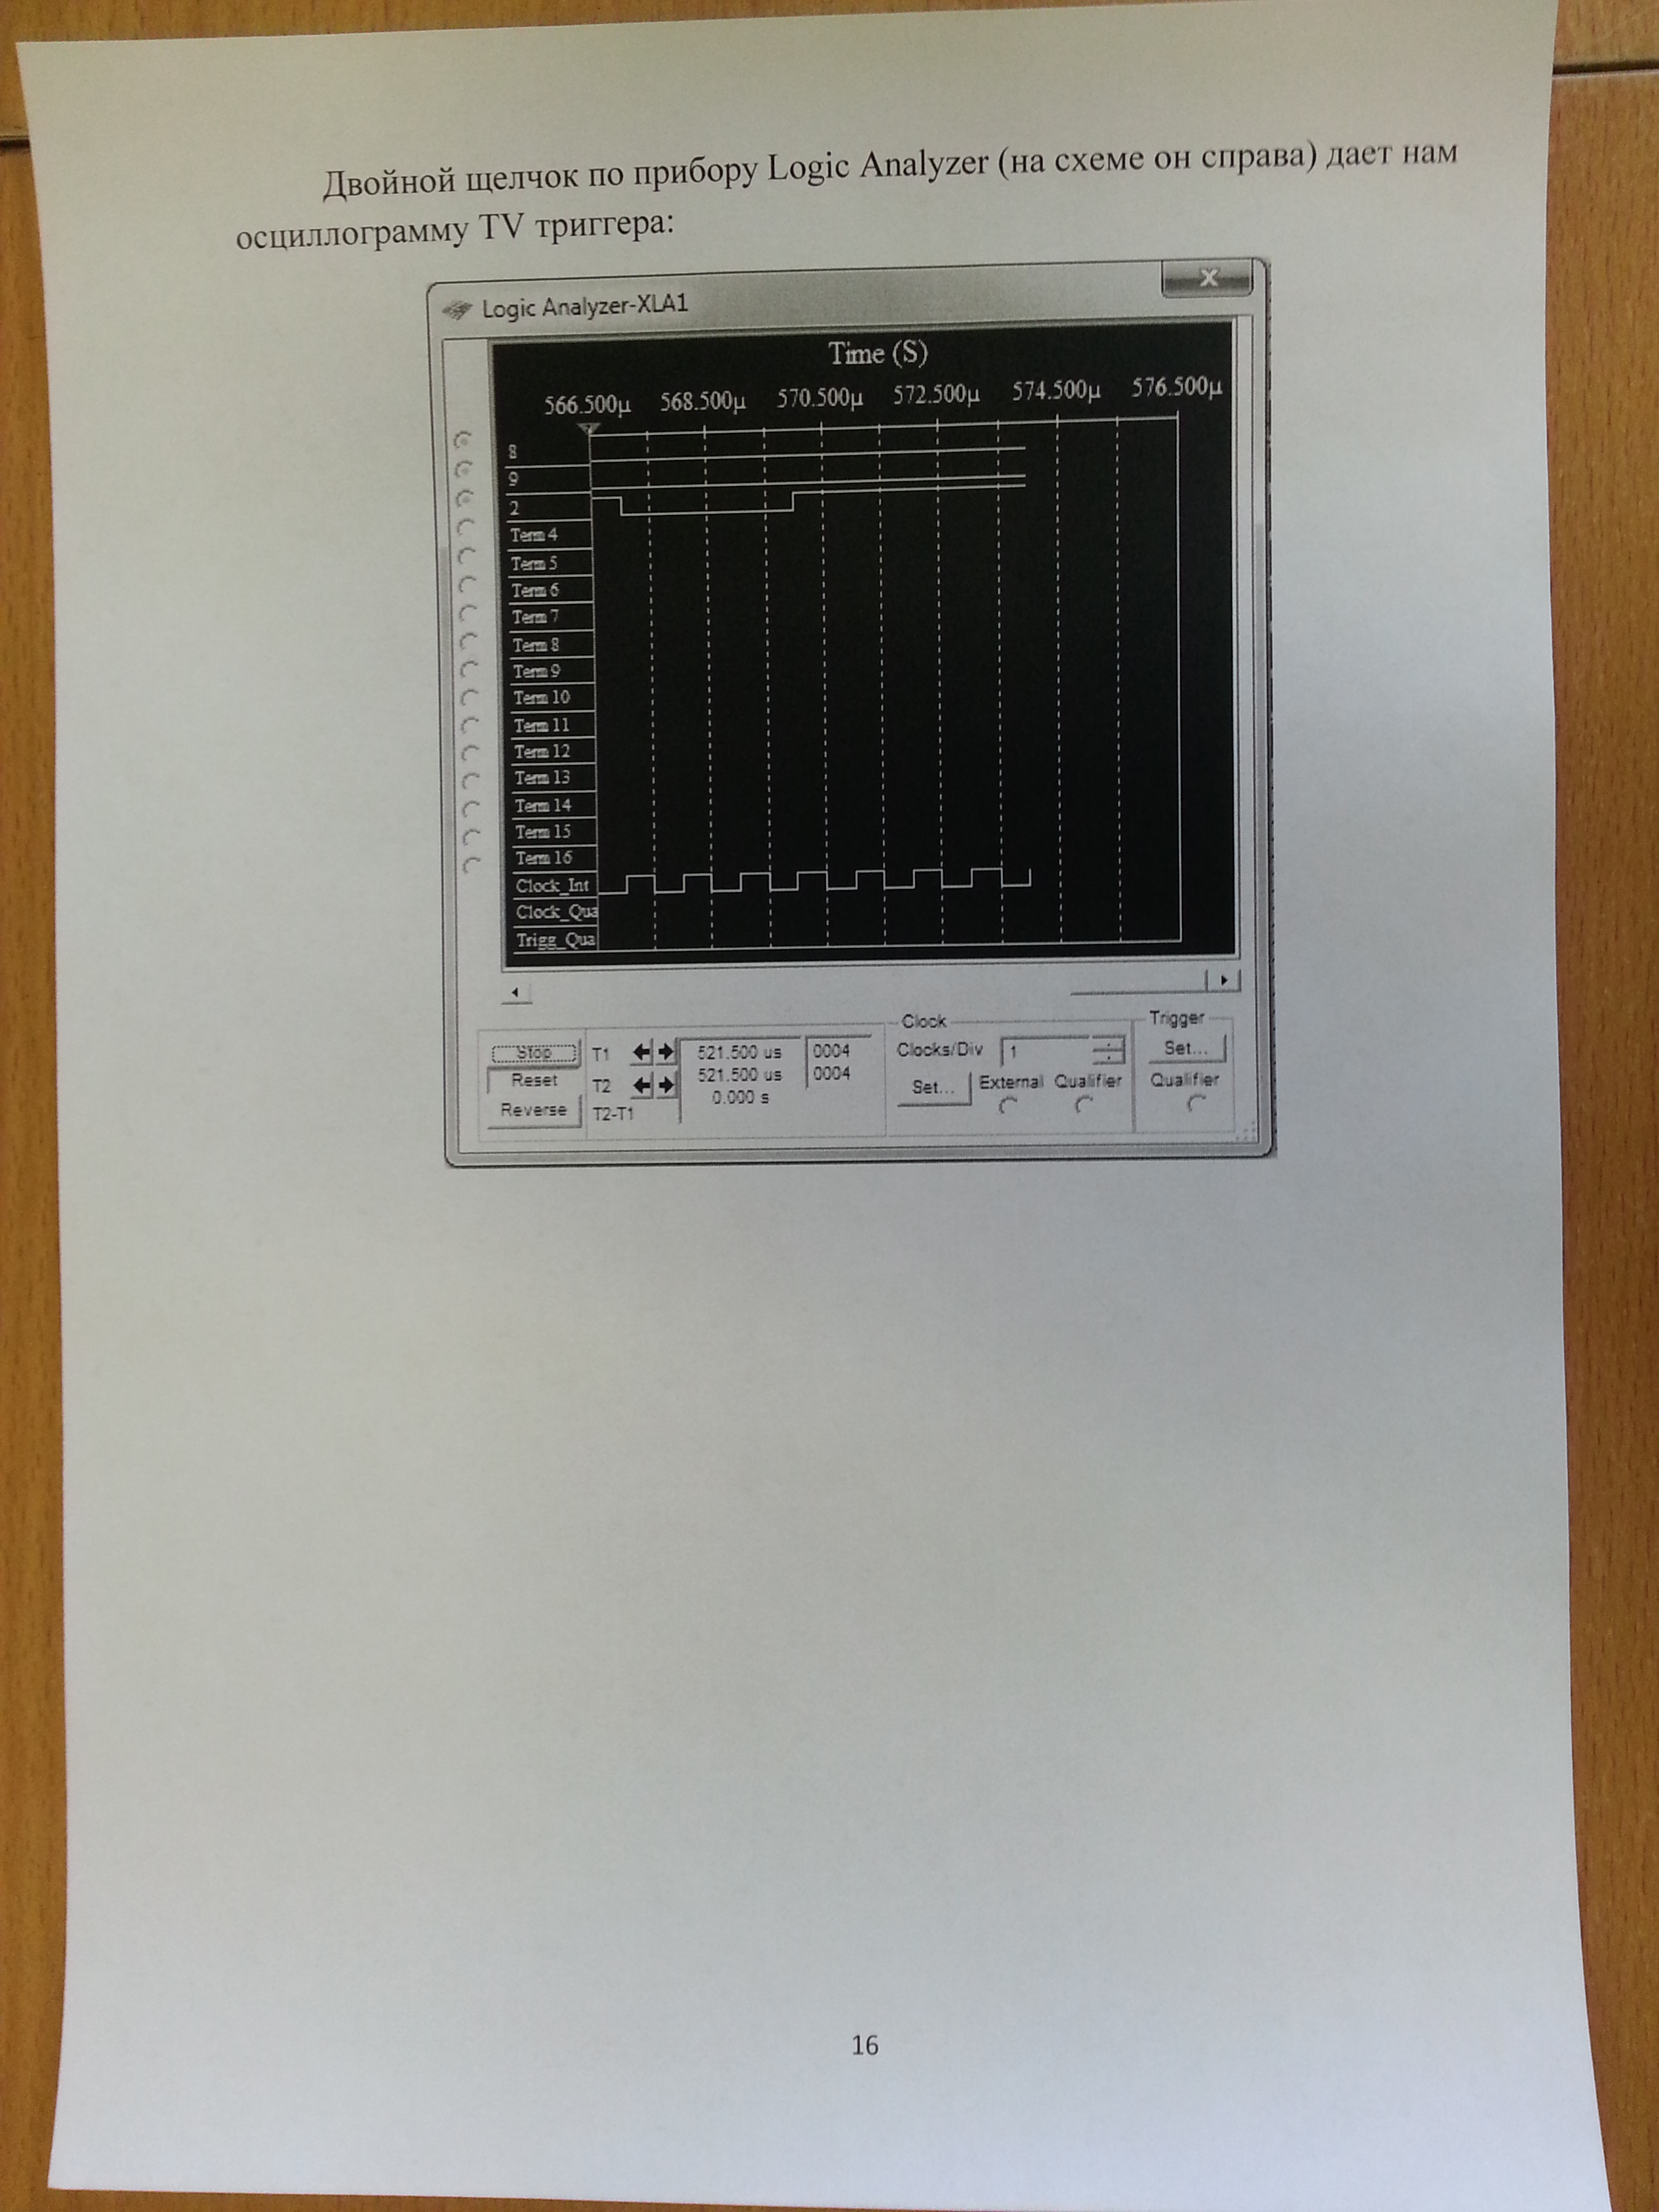 Двойной щелчок по прибору Logic Analyzer (на схеме он справа) дает нам
осциллограмму TV триггера:
Logic Analyzer-XLA1
X
Time (S)
566.500µ 568.500µ 570.500µ 572.500µ 574.500µ 576.500µ
8
9
2
Term 4
Term 5
Term 6
Term 7
Term 8
Term 9
Term 10
Term 11
Term 12
Term 13
Term 14
Term 15
Term 16
Clock_Int
Clock_Qua
Trigg_Qua
Stop
Reset
Reverse
T1 521.500 us 0004
T2 521.500 us 0004
T2-T1 0.000 s
Clock
Clocks/Div 1
Set... External Qualifier
Trigger
Set...
Qualifier
16